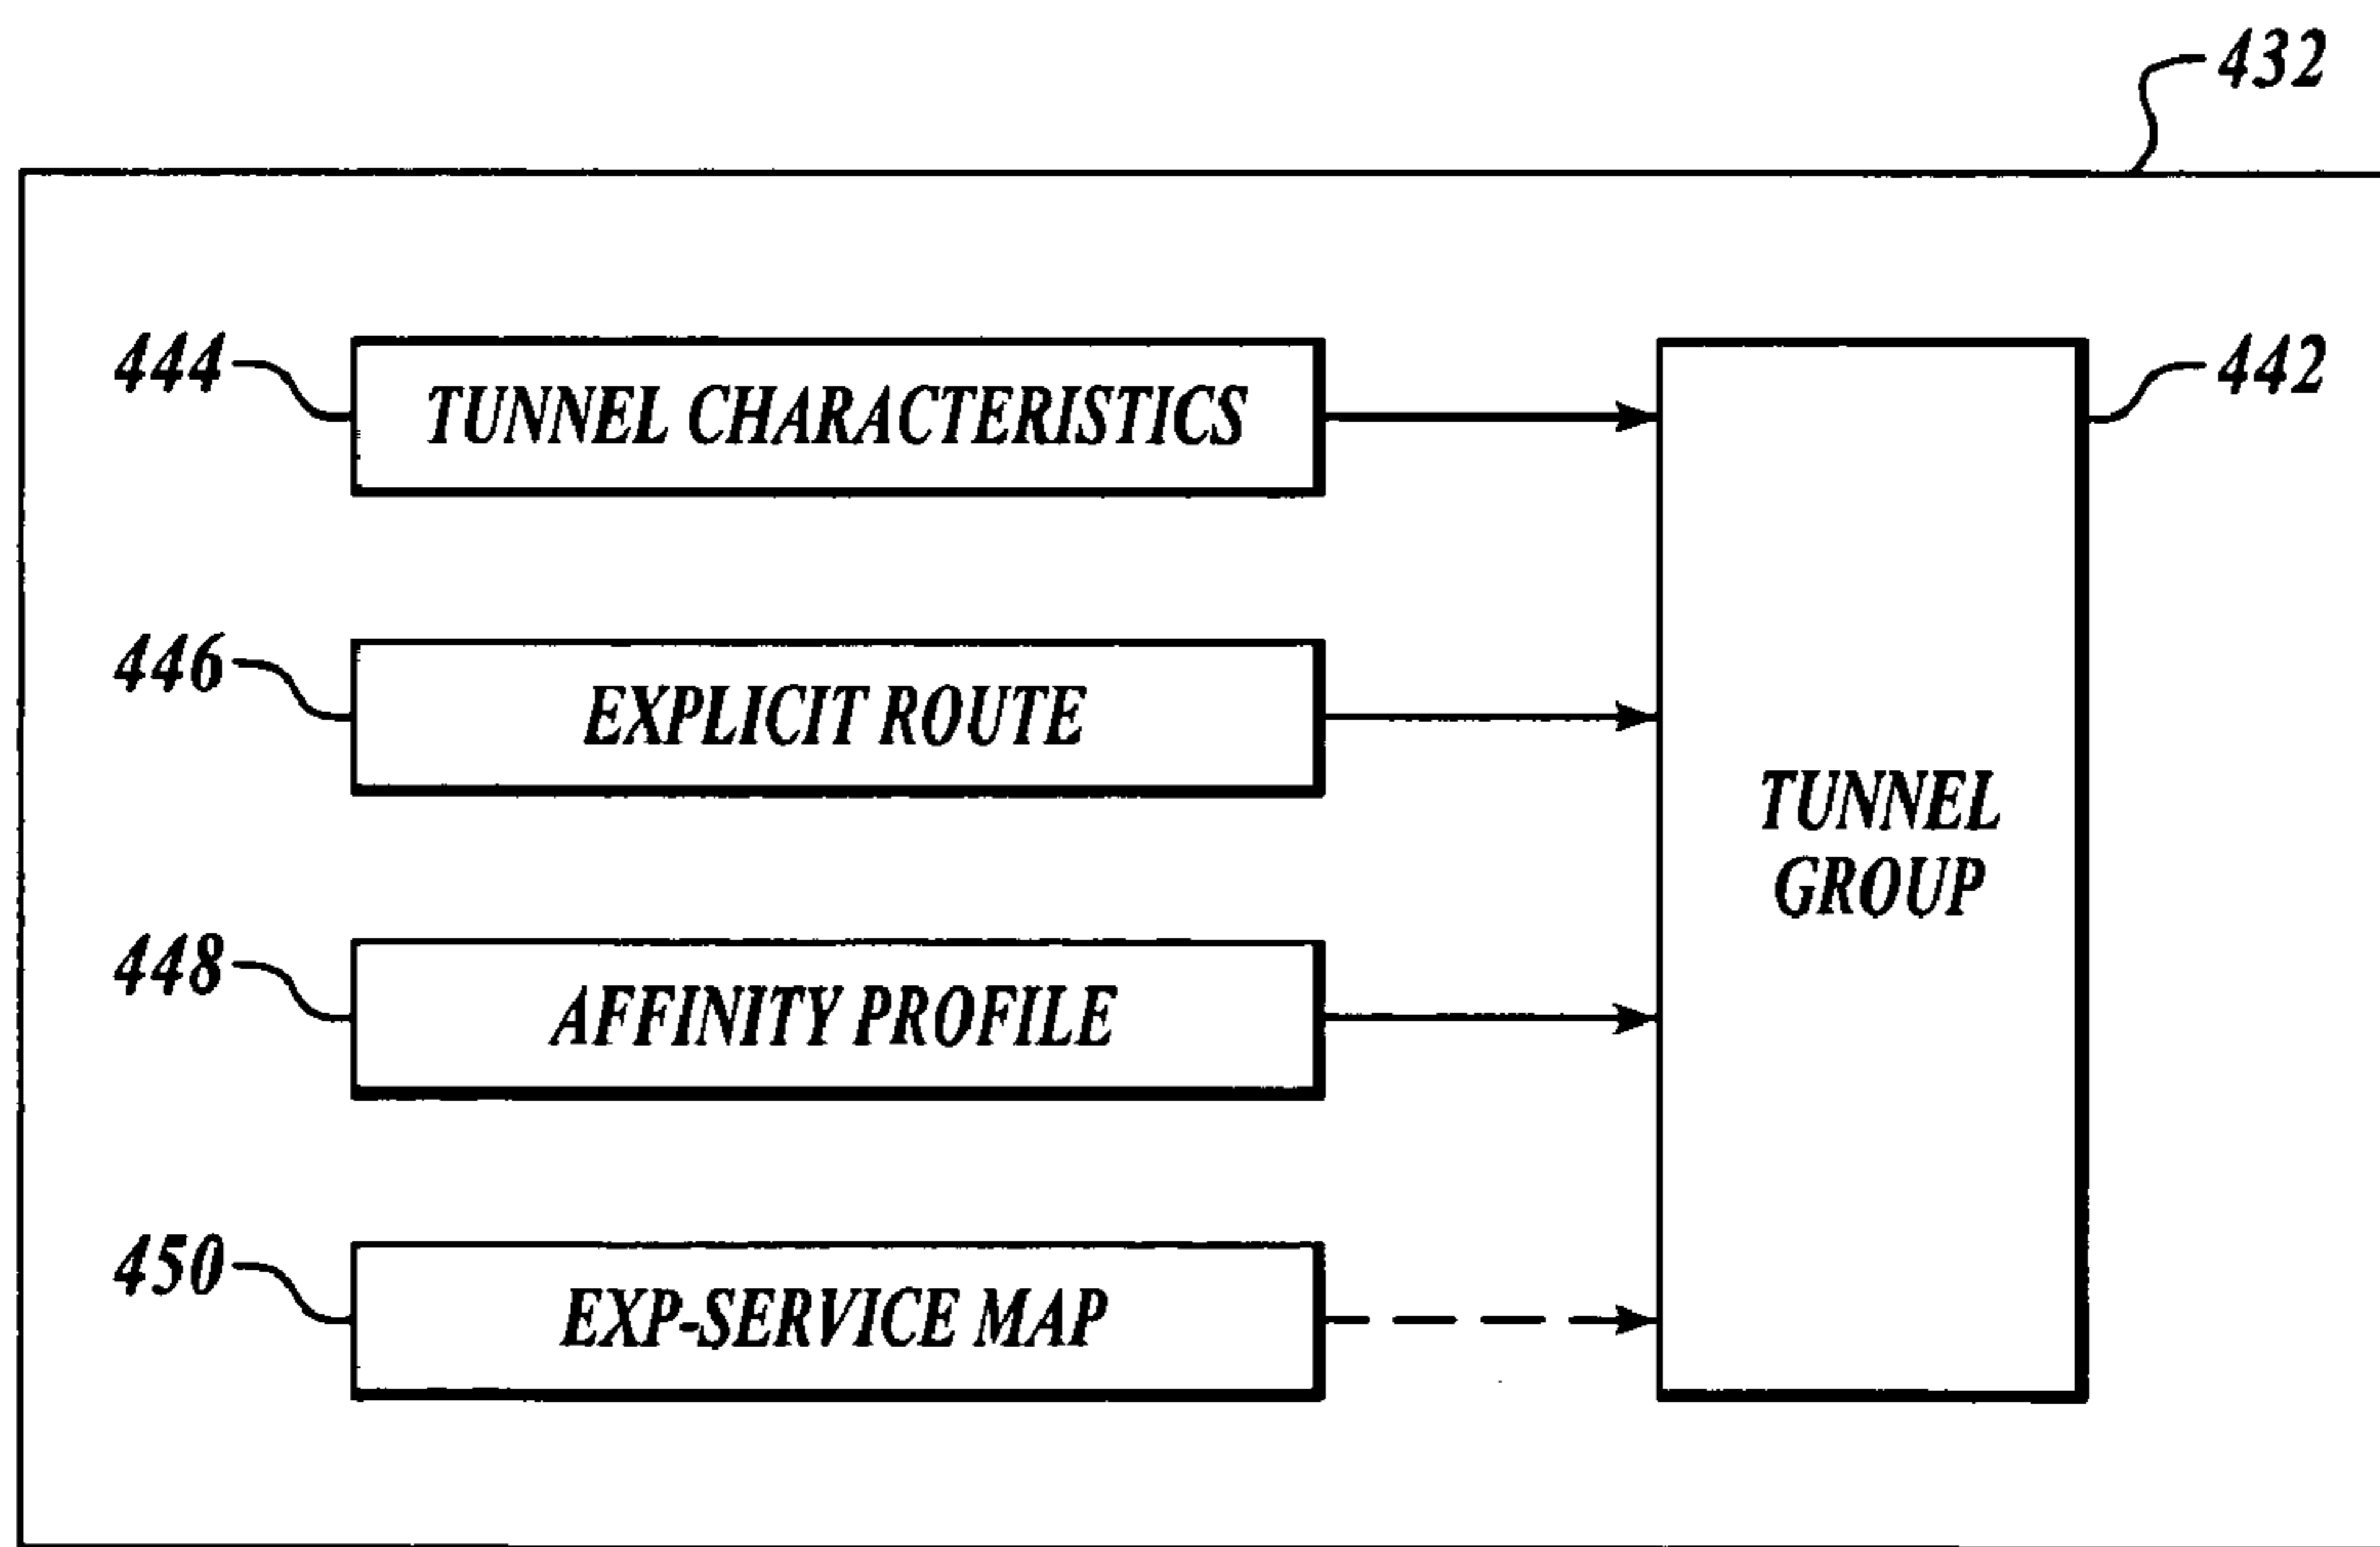 432
444
TUNNEL CHARACTERISTICS
442
446
EXPLICIT ROUTE
TUNNEL
GROUP
448
AFFINITY PROFILE
450
EXP-SERVICE MAP